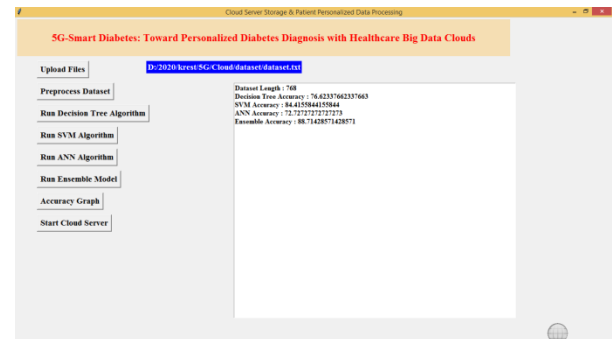 Cloud Server Storage & Patient Personalized Data Processing
5G-Smart Diabetes: Toward Personalized Diabetes Diagnosis with Healthcare Big Data Clouds
Upload Files
D:/2020/krest/5G/Cloud/dataset/dataset.txt
Preprocess Dataset
Run Decision Tree Algorithm
Run SVM Algorithm
Run ANN Algorithm
Run Ensemble Model
Accuracy Graph
Start Cloud Server
Dataset Length : 768
Decision Tree Accuracy : 76.62337662337663
SVM Accuracy : 84.4155844155844
ANN Accuracy : 72.72727272727273
Ensemble Accuracy : 88.71428571428571